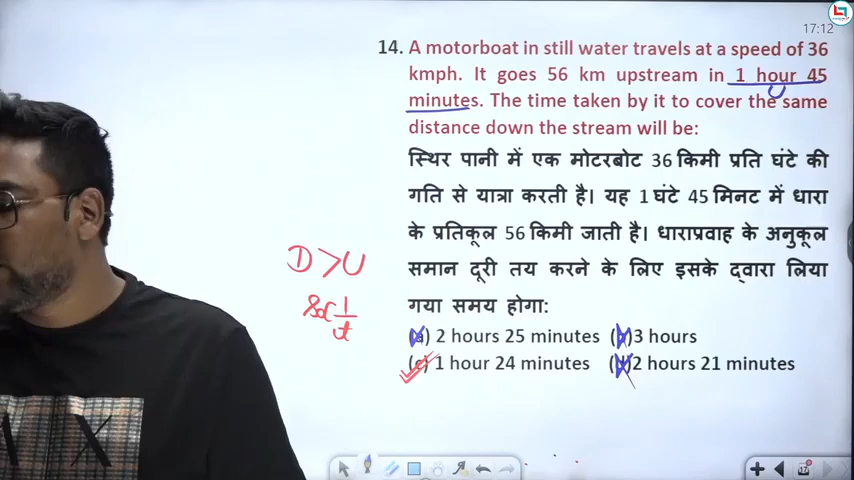 17:12
14. A motorboat in still water travels at a speed of 36
kmph. It goes 56 km upstream in 1 hour 45
minutes. The time taken by it to cover the same
distance down the stream will be:
स्थिर पानी में एक मोटरबोट 36 किमी प्रति घंटे की
गति से यात्रा करती है। यह 1 घंटे 45 मिनट में धारा
के प्रतिकूल 56 किमी जाती है। धाराप्रवाह के अनुकूल
समान दूरी तय करने के लिए इसके द्वारा लिया
गया समय होगा:
(a) 2 hours 25 minutes (b) 3 hours
(c) 1 hour 24 minutes (d) 2 hours 21 minutes
U
D > U
S ∝ 1/t
17